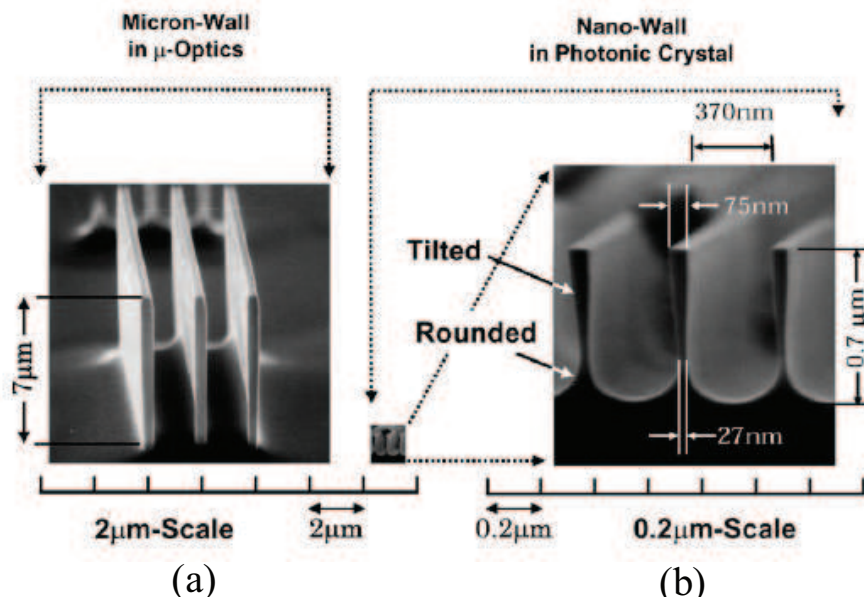 Micron-Wall
in μ-Optics
Nano-Wall
in Photonic Crystal
370nm
75nm
Tilted
Rounded
7μm
0.7 μm
27nm
2μm-Scale
2μm
0.2μm
0.2μm-Scale
(a)
(b)